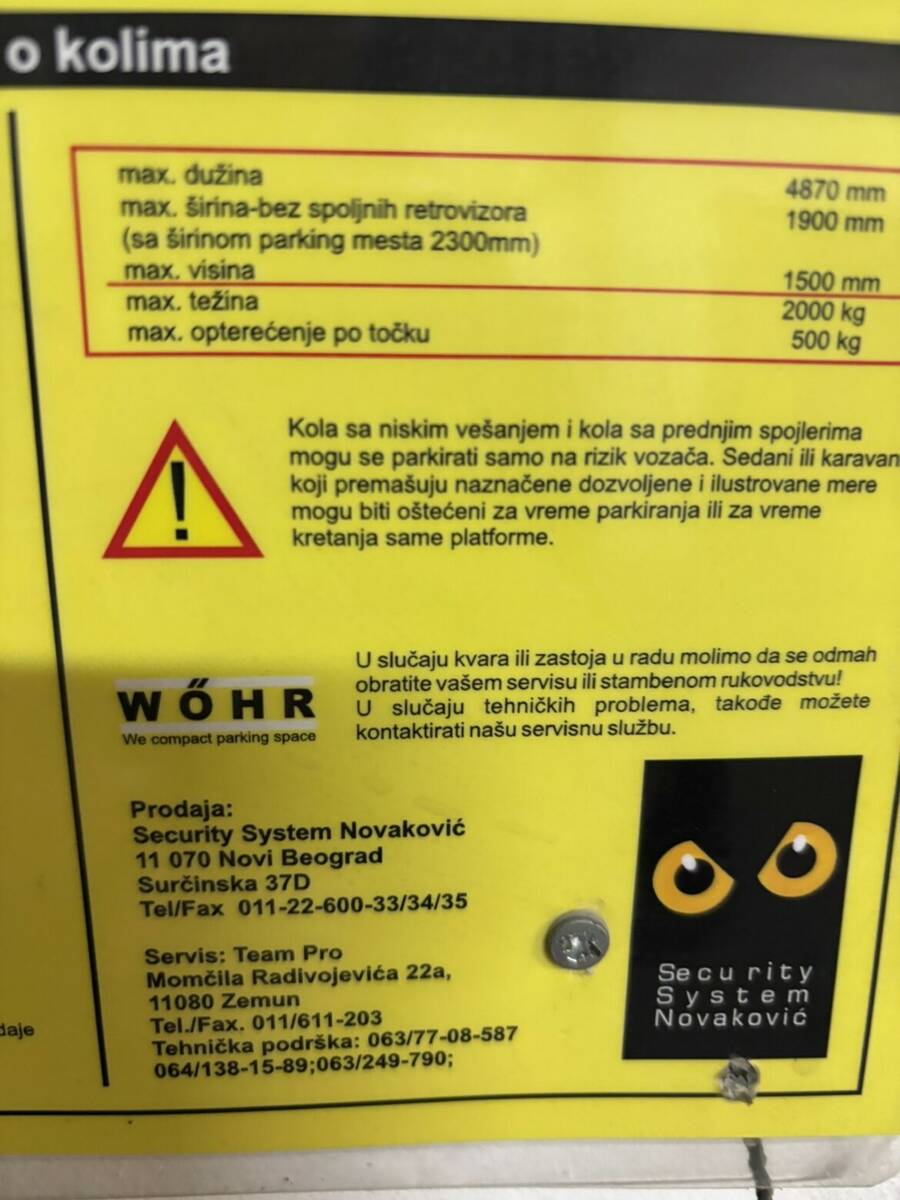 o kolima
max. dužina 4870 mm
max. širina-bez spoljnih retrovizora 1900 mm
(sa širinom parking mesta 2300mm)
max. visina 1500 mm
max. težina 2000 kg
max. opterećenje po točku 500 kg
Kola sa niskim vešanjem i kola sa prednjim spojlerima
mogu se parkirati samo na rizik vozača. Sedani ili karavan
koji premašuju naznačene dozvoljene i ilustrovane mere
mogu biti oštećeni za vreme parkiranja ili za vreme
kretanja same platforme.
U slučaju kvara ili zastoja u radu molimo da se odmah
obratite vašem servisu ili stambenom rukovodstvu!
U slučaju tehničkih problema, takođe možete
kontaktirati našu servisnu službu.
WŐHR
We compact parking space
Prodaja:
Security System Novaković
11 070 Novi Beograd
Surčinska 37D
Tel/Fax 011-22-600-33/34/35
Servis: Team Pro
Momčila Radivojevića 22a,
11080 Zemun
Tel./Fax. 011/611-203
Tehnička podrška: 063/77-08-587
064/138-15-89;063/249-790;
Security
System
Novaković
daje